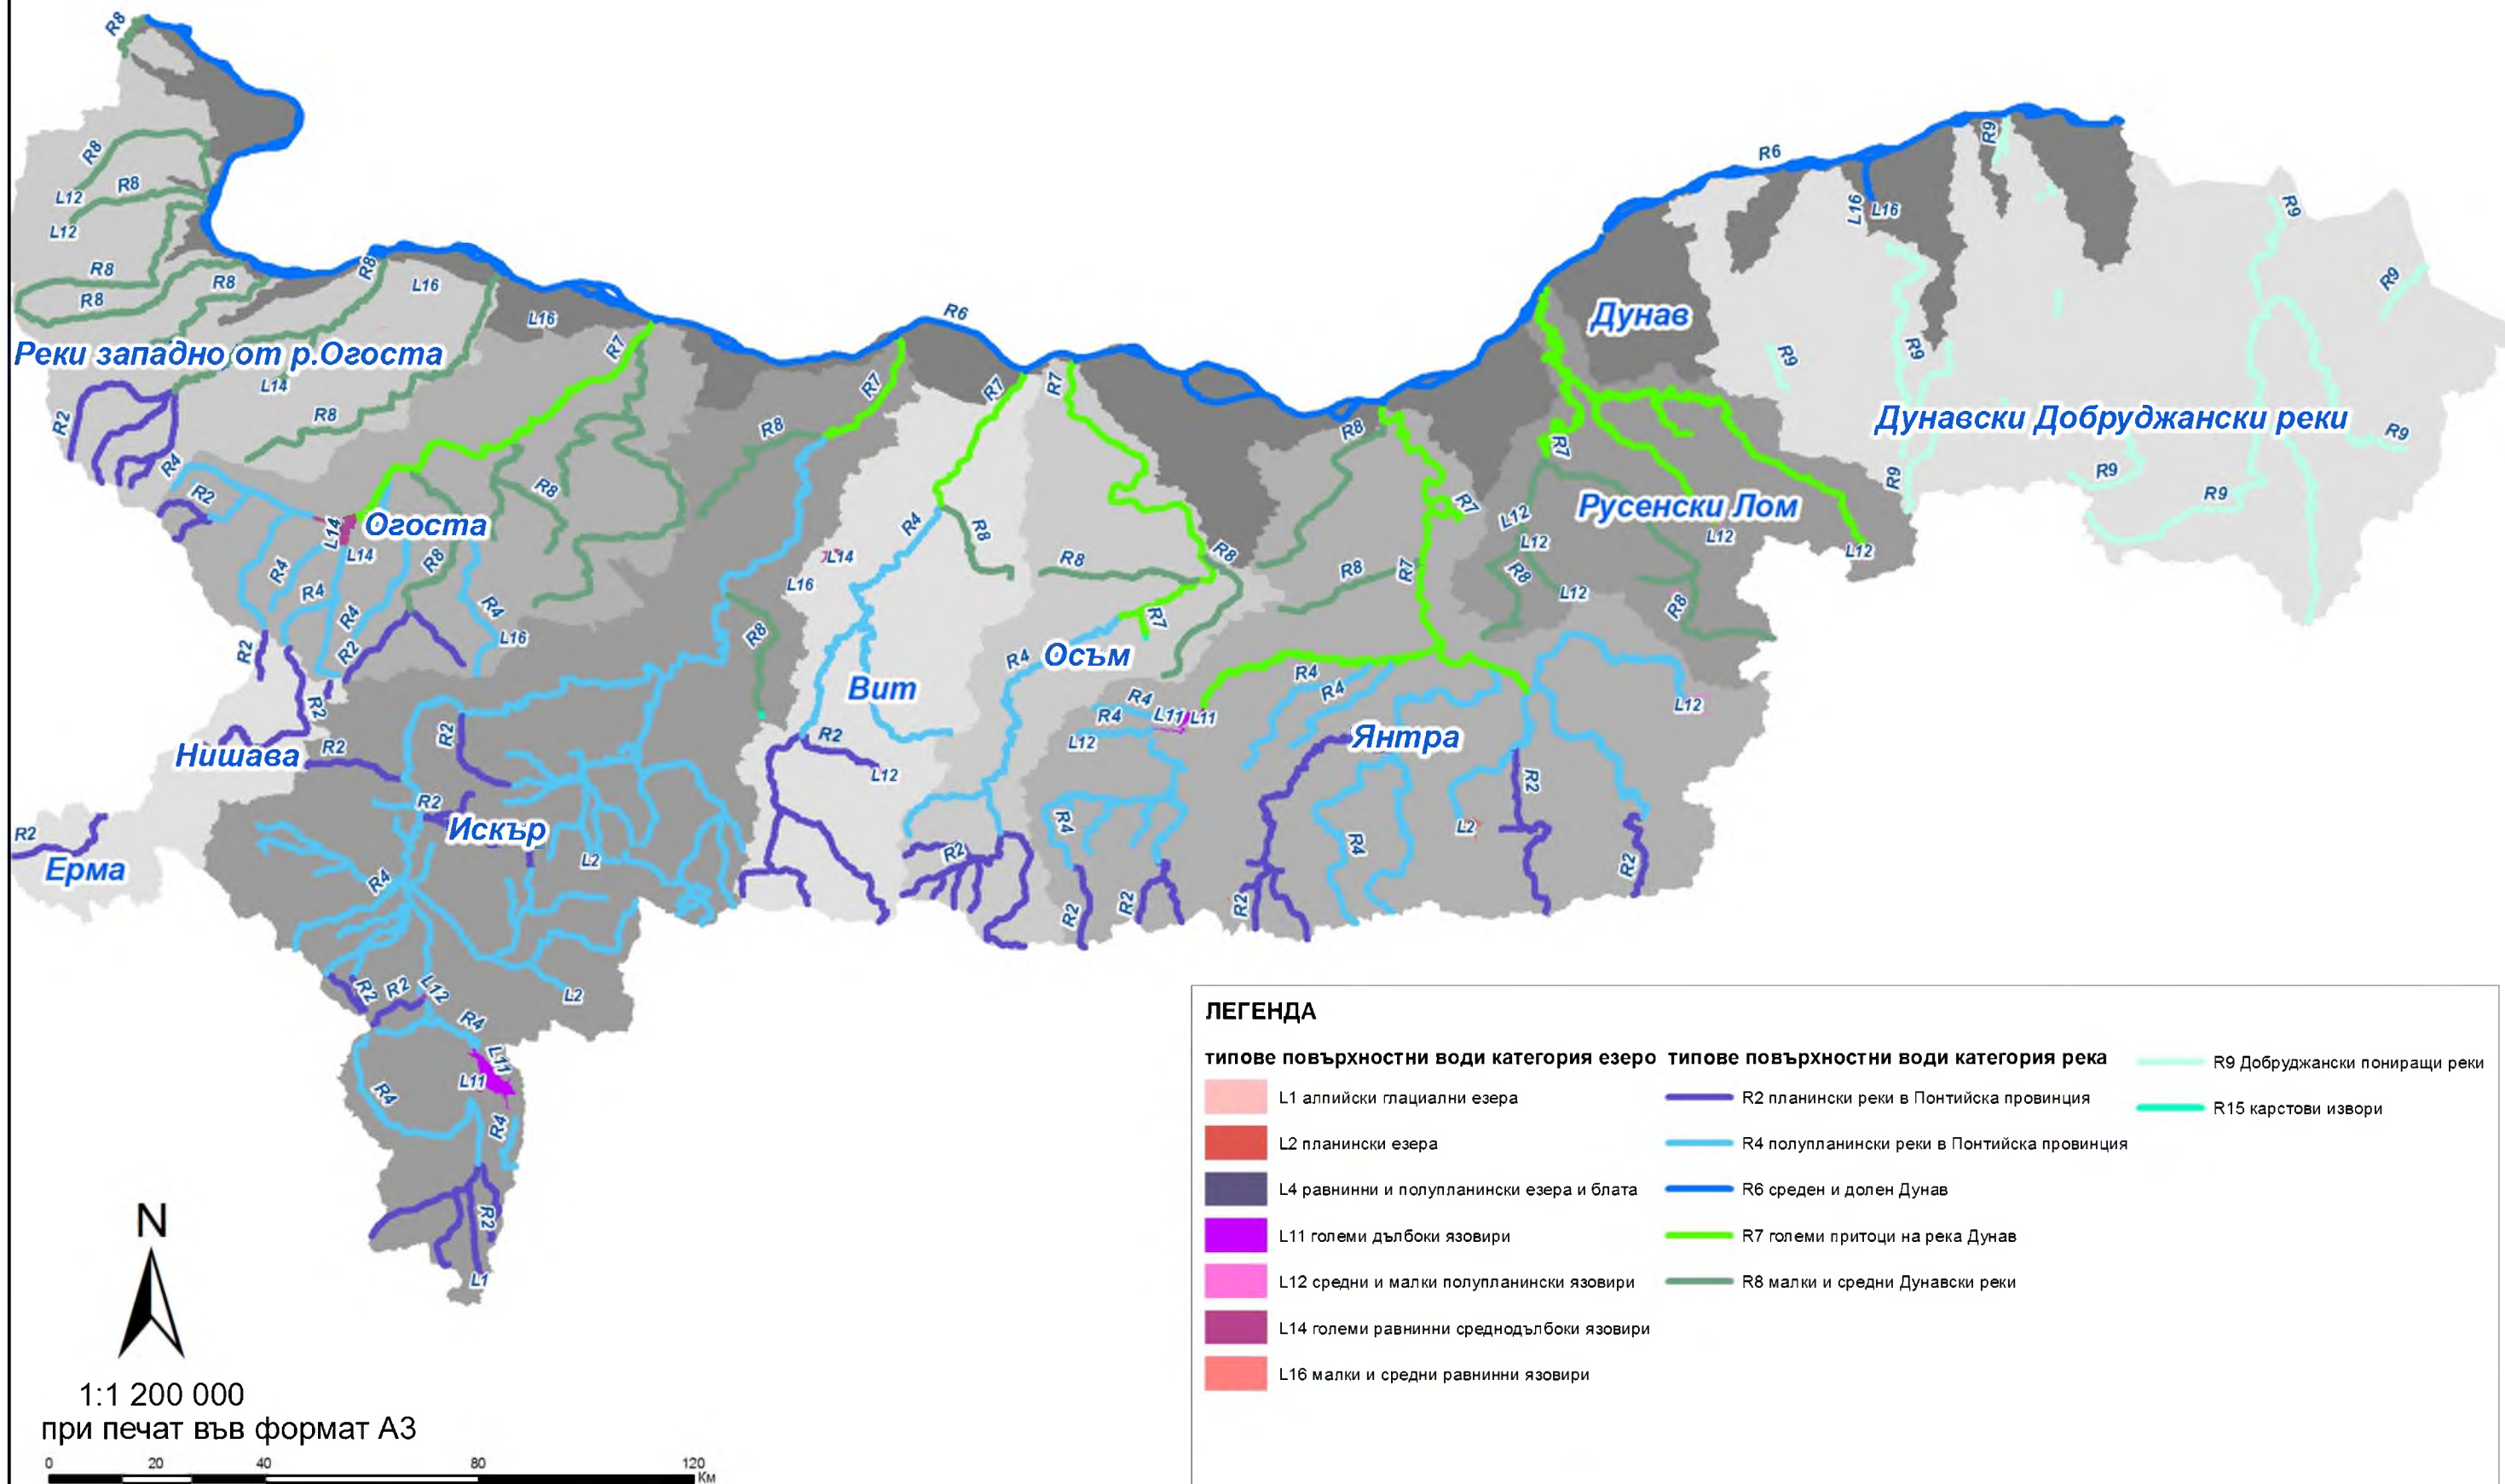 R8
R8
L12
R8
L12
R8
R8
R8
R8
L16
L16
R6
R6
R9
L16
L16
R9
R9
R9
R9
Дунав
Реки западно от р.Огоста
L14
R8
R2
R7
R7
R7
R7
Дунавски Добруджански реки
R9
R9
R9
R9
R4
R2
R8
R8
R8
R7
R7
Русенски Лом
L12
L12
L12
L12
L12
L14
Огоста
L14
R8
R4
R8
R8
R8
R8
R7
R8
R8
L14
L16
R4
R4
R4
R4
R2
R2
L16
R8
R7
R4
Осъм
R4
R4
Вит
R2
R2
R4
R4
L11
L11
L12
L12
Янтра
Нишава
R2
R2
L12
R2
R2
Искър
L2
R4
R4
L2
R2
R2
Ерма
R4
R2
R2
R2
R2
R2
R2
L12
L2
R4
L11
L11
R4
R4
R2
L1
N
1:1 200 000
при печат във формат А3
0 20 40 80 120
Км
ЛЕГЕНДА
типове повърхностни води категория езеро
L1 алпийски глациални езера
L2 планински езера
L4 равнинни и полупланински езера и блата
L11 големи дълбоки язовири
L12 средни и малки полупланински язовири
L14 големи равнинни среднодълбоки язовири
L16 малки и средни равнинни язовири
типове повърхностни води категория река
R2 планински реки в Понтийска провинция
R4 полупланински реки в Понтийска провинция
R6 среден и долен Дунав
R7 големи притоци на река Дунав
R8 малки и средни Дунавски реки
R9 Добруджански пониращи реки
R15 карстови извори